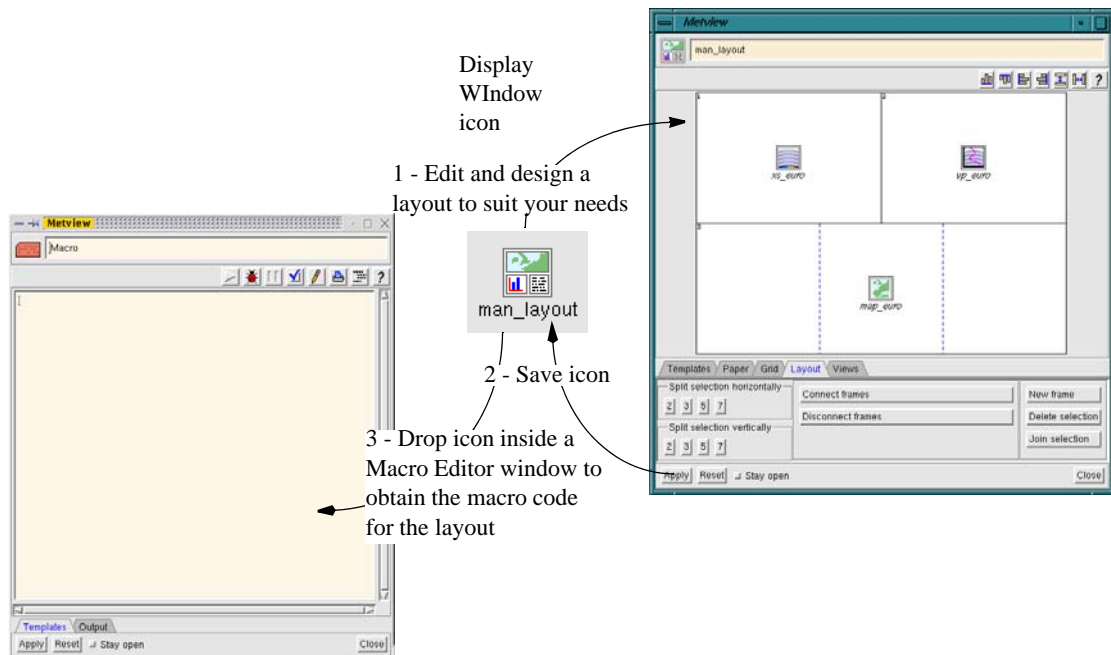 Metview
man_layout
?
1
2
xs_euro
vp_euro
3
map_euro
Templates Paper Grid Layout Views
Split selection horizontally
2 3 5 7
Split selection vertically
2 3 5 7
Connect frames
Disconnect frames
New frame
Delete selection
Join selection
Apply Reset Stay open Close
Display
WIndow
icon
1 - Edit and design a
layout to suit your needs
man_layout
2 - Save icon
3 - Drop icon inside a
Macro Editor window to
obtain the macro code
for the layout
Metview
Macro
?
Templates Output
Apply Reset Stay open Close